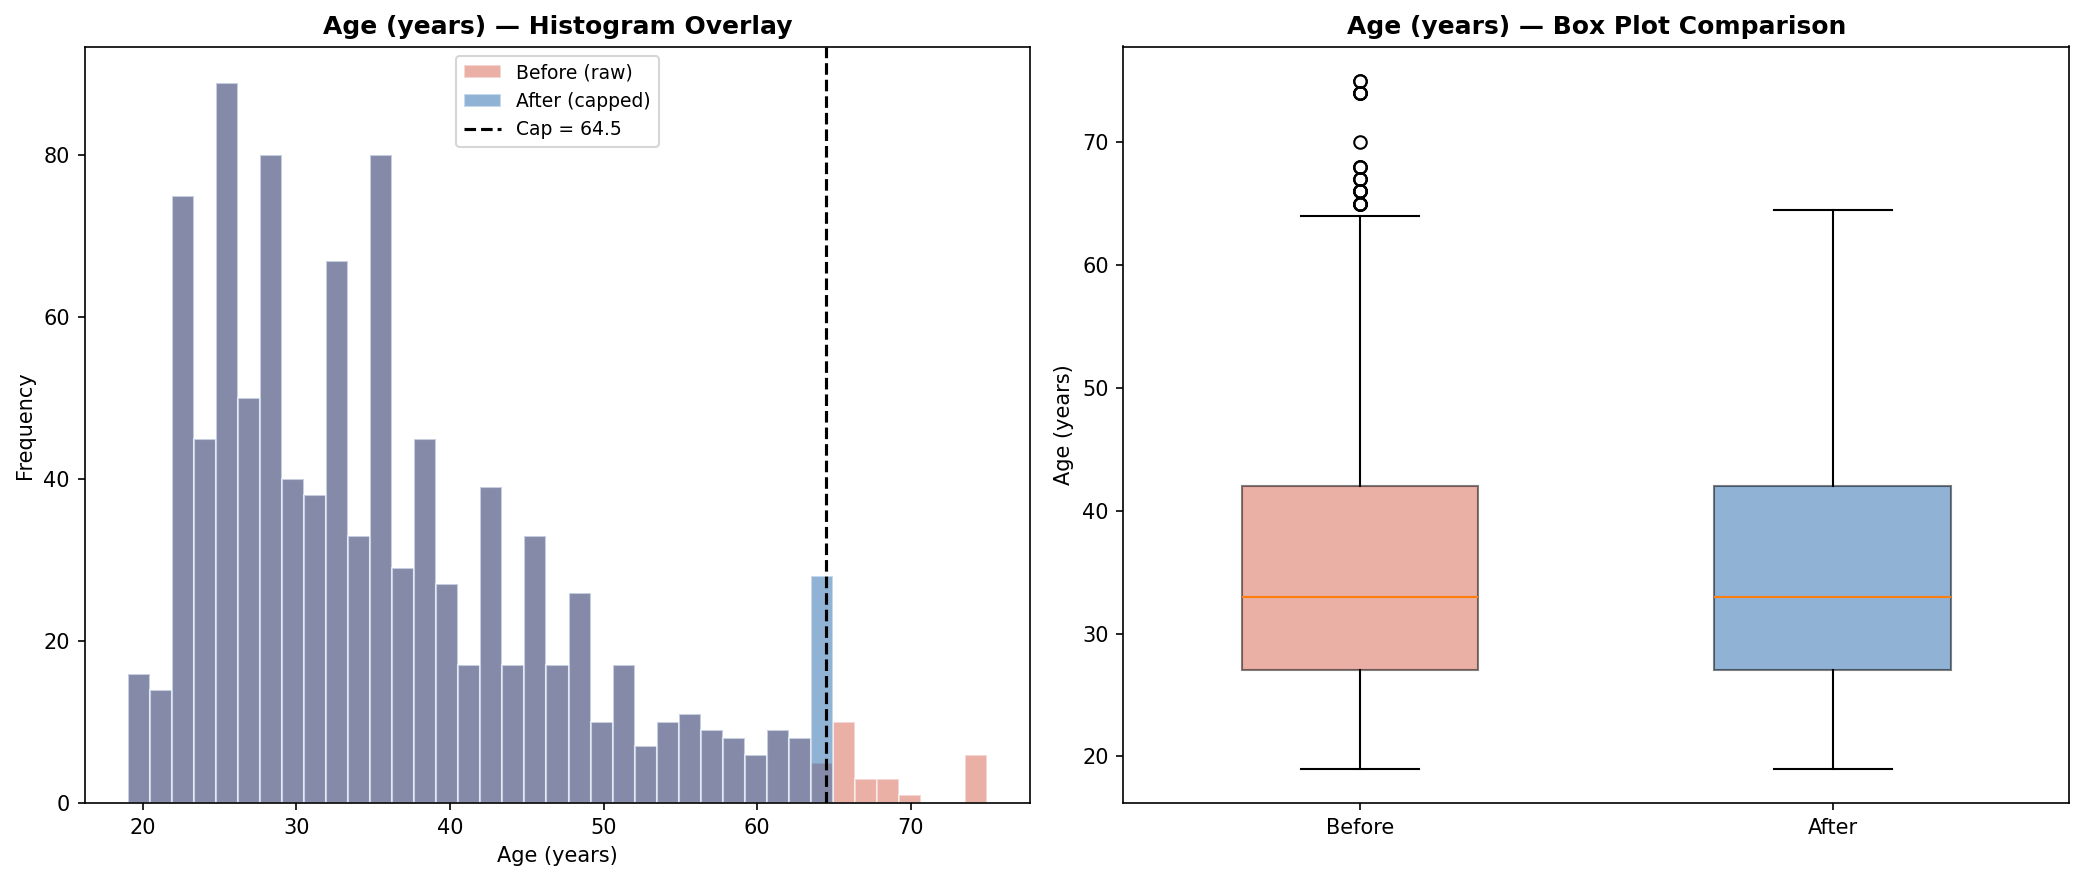 Age (years) — Histogram Overlay
Before (raw)
After (capped)
Cap = 64.5
Frequency
80
60
40
20
0
20 30 40 50 60 70
Age (years)
Age (years) — Box Plot Comparison
Age (years)
70
60
50
40
30
20
Before After